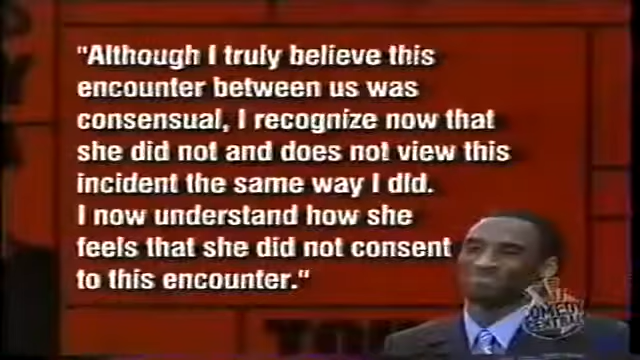 "Although I truly believe this
encounter between us was
consensual, I recognize now that
she did not and does not view this
incident the same way I did.
I now understand how she
feels that she did not consent
to this encounter."
COMEDY
CENTRAL